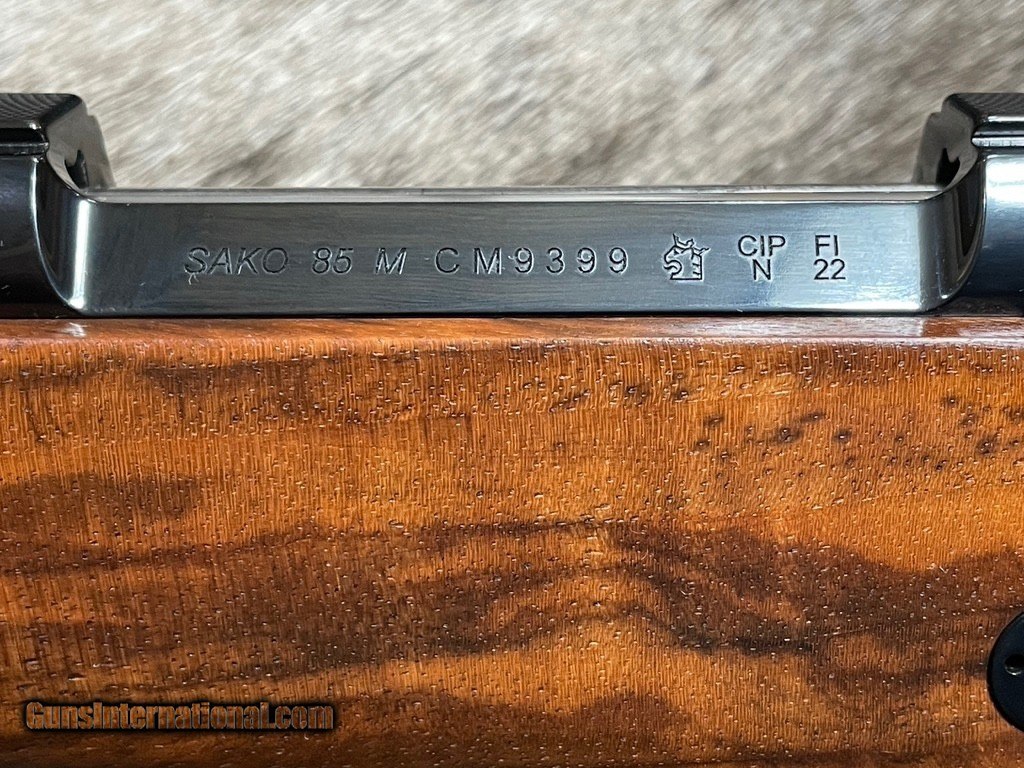 SAKO 85 M CM9399 CIP FI
N 22
GunsInternational.com